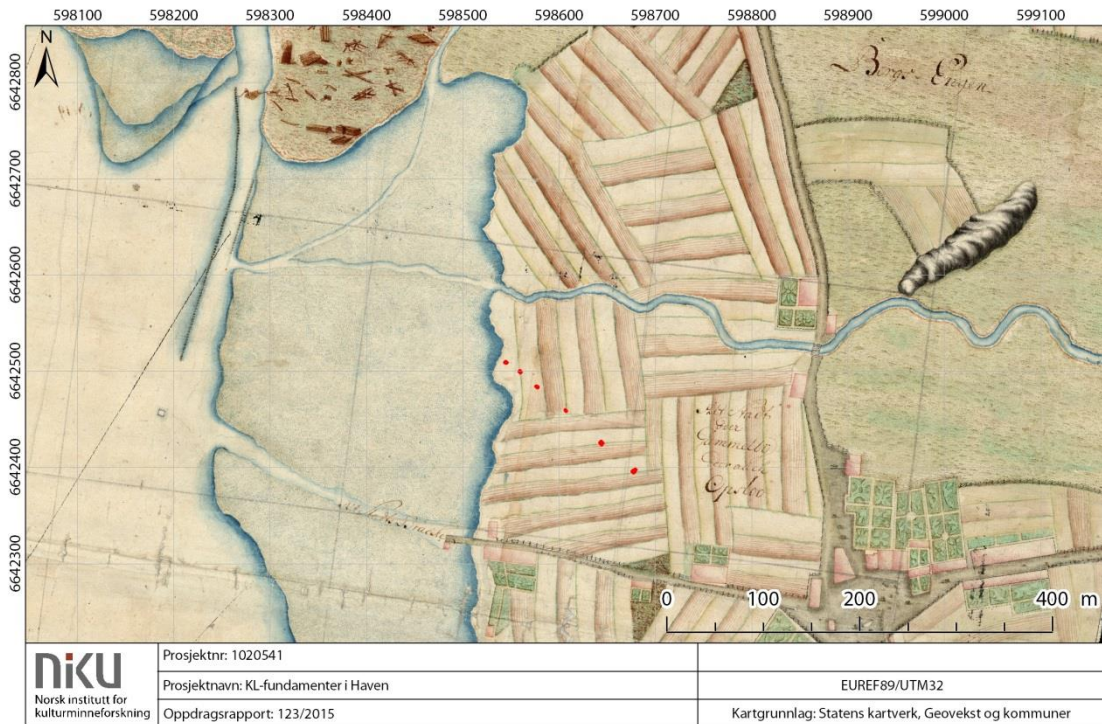 598100 598200 598300 598400 598500 598600 598700 598800 598900 599000 599100
N
6642800
6642700
6642600
6642500
6642400
6642300
Opsloo
0 100 200 400 m
niku
Norsk institutt for
kulturminneforskning
Prosjektnr: 1020541
Prosjektnavn: KL-fundamenter i Haven
Oppdragsrapport: 123/2015
EUREF89/UTM32
Kartgrunnlag: Statens kartverk, Geovekst og kommuner